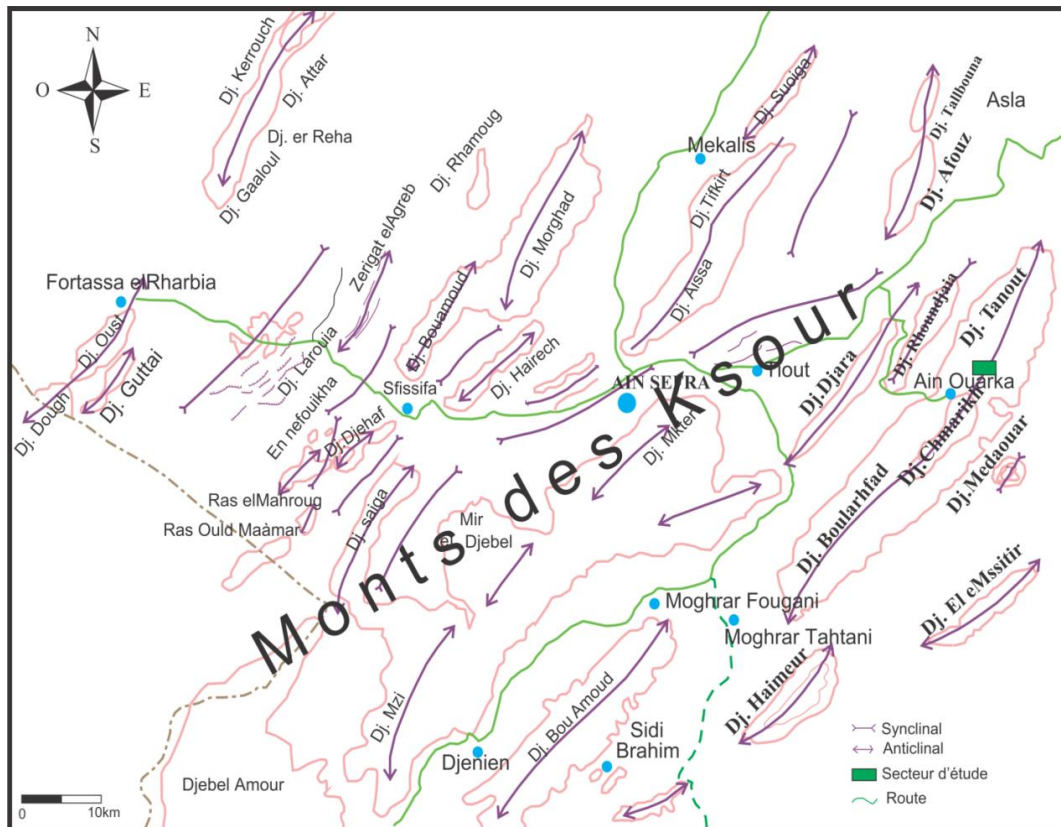 N
O
E
S
Dj. Kerrouch
Dj. Attar
Dj. er Reha
Dj. Gaaloul
Dj. Rhamoug
Dj. Morghad
Dj. Suoiga
Mekalis
Dj. Tifkirt
Dj. Aissa
Dj. Tallbouna
Dj. Afouz
Asla
Fortassa elRharbia
Dj. Oust
Dj. Guttai
Dj. Dough
Zerigat elAgreb
Dj. Larouia
En nefouikha
Dj. Bouamoud
Dj. Hairech
Sfissifa
Dj. Djehaf
AIN SEFRA
Tiout
Dj. Djara
Dj. Rhoundjaia
Dj. Tanout
Ain Ouarka
Dj. Chmarikh
Dj. Medaouar
Dj. Boularhfad
Dj. Mkter
Monts des Ksour
Ras elMahroug
Ras Ould Maàmar
Dj. saiga
Mir
el Djebel
Moghrar Fougani
Moghrar Tahtani
Dj. El eMssitir
Dj. Haimeur
Dj. Mzi
Dj. Bou Amoud
Sidi
Brahim
Djenien
Djebel Amour
Synclinal
Anticlinal
Secteur d'étude
Route
0 10km